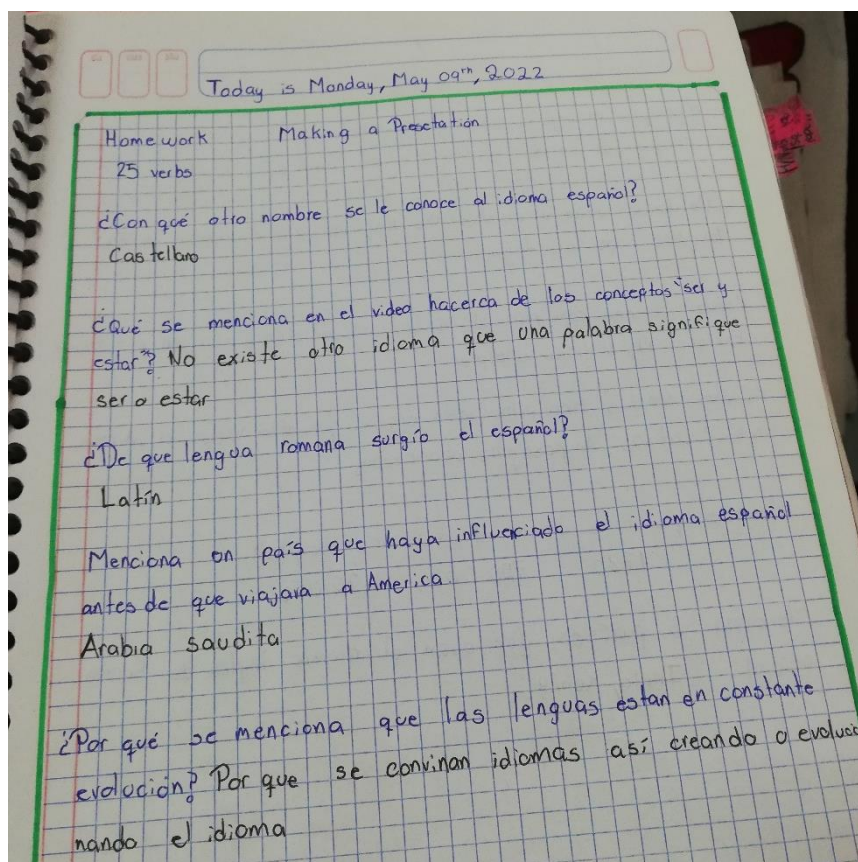 Today is Monday, May 09th, 2022
Homework Making a Presctation
25 verbs
¿Con qué otro nombre se le conoce al idioma español?
Castellano
¿Qué se menciona en el video hacerca de los conceptos "ser y
estar"? No existe otro idioma que una palabra signifique
ser o estar
¿De que lengua romana surgío el español?
Latín
Menciona un país que haya influenciado el idioma español
antes de que viajara a America.
Arabia saudita
¿Por qué se menciona que las lenguas estan en constante
evolución? Por que se convinan idiomas así creando o evolucio
nando el idioma